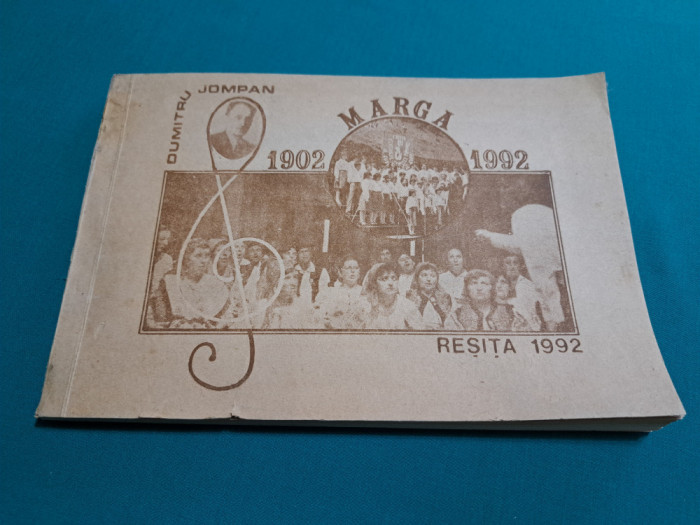 DUMITRU JOMPAN
MARGA
1902 1992
REȘIȚA 1992